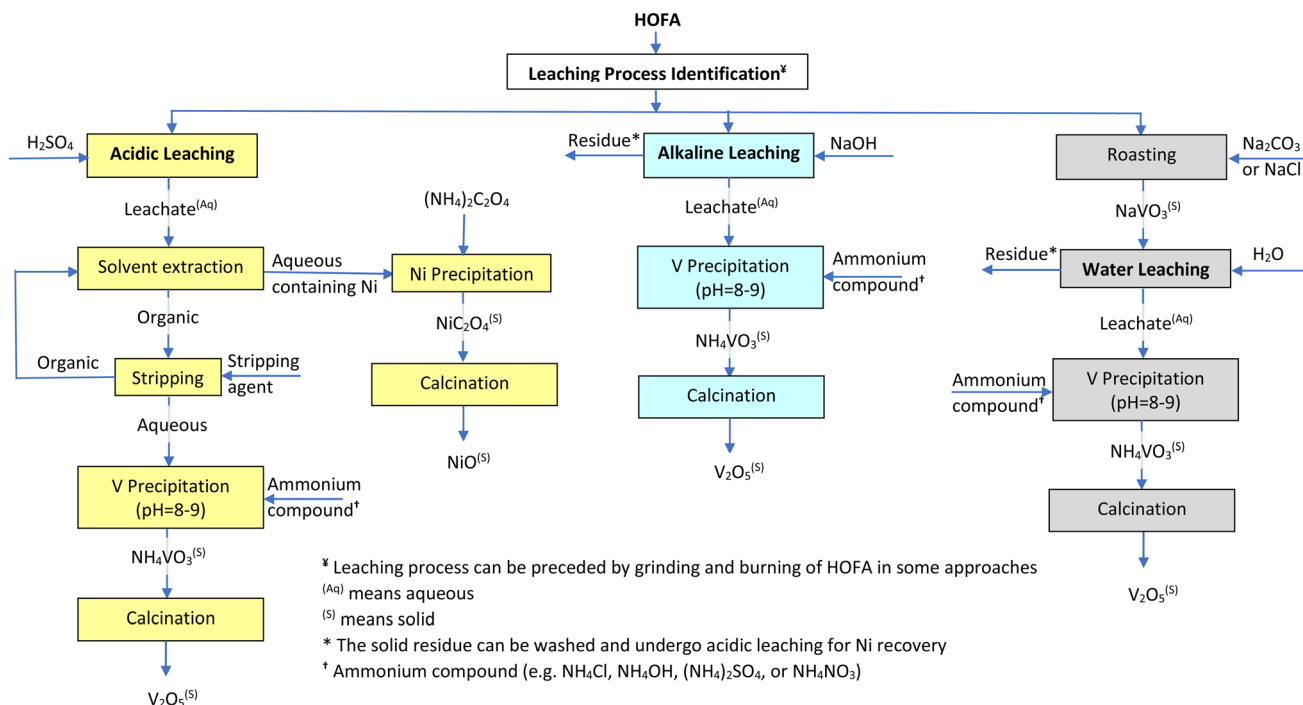 HOFA
Leaching Process Identification¥
H₂SO₄
Acidic Leaching
Leachate(Aq)
Solvent extraction
Organic
Organic
Stripping
Stripping
agent
Aqueous
V Precipitation
(pH=8-9)
Ammonium
compound†
NH₄VO₃(S)
Calcination
V₂O₅(S)
Aqueous
containing Ni
(NH₄)₂C₂O₄
Ni Precipitation
NiC₂O₄(S)
Calcination
NiO(S)
Residue*
Alkaline Leaching
NaOH
Leachate(Aq)
V Precipitation
(pH=8-9)
Ammonium
compound†
NH₄VO₃(S)
Calcination
V₂O₅(S)
Roasting
Na₂CO₃
or NaCl
NaVO₃(S)
Residue*
Water Leaching
H₂O
Leachate(Aq)
Ammonium
compound†
V Precipitation
(pH=8-9)
NH₄VO₃(S)
Calcination
V₂O₅(S)
¥ Leaching process can be preceded by grinding and burning of HOFA in some approaches
(Aq) means aqueous
(S) means solid
* The solid residue can be washed and undergo acidic leaching for Ni recovery
† Ammonium compound (e.g. NH₄Cl, NH₄OH, (NH₄)₂SO₄, or NH₄NO₃)